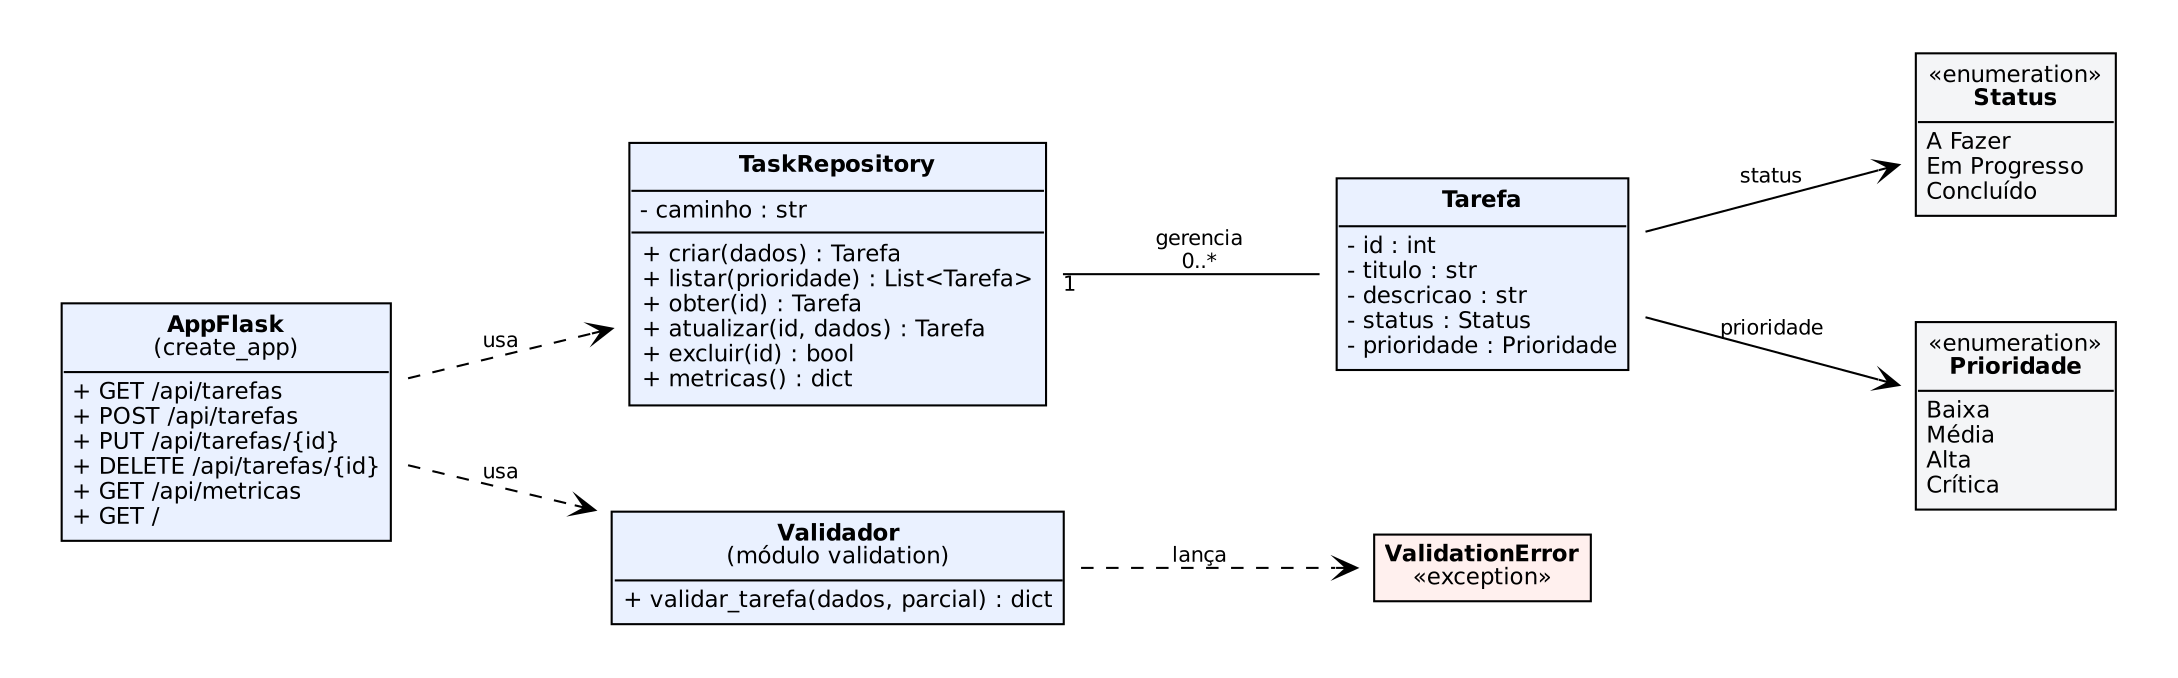 AppFlask
(create_app)
+ GET /api/tarefas
+ POST /api/tarefas
+ PUT /api/tarefas/{id}
+ DELETE /api/tarefas/{id}
+ GET /api/metricas
+ GET /
usa
usa
TaskRepository
- caminho : str
+ criar(dados) : Tarefa
+ listar(prioridade) : List<Tarefa>
+ obter(id) : Tarefa
+ atualizar(id, dados) : Tarefa
+ excluir(id) : bool
+ metricas() : dict
Validador
(módulo validation)
+ validar_tarefa(dados, parcial) : dict
gerencia
0..*
1
lança
Tarefa
- id : int
- titulo : str
- descricao : str
- status : Status
- prioridade : Prioridade
ValidationError
«exception»
status
prioridade
«enumeration»
Status
A Fazer
Em Progresso
Concluído
«enumeration»
Prioridade
Baixa
Média
Alta
Crítica